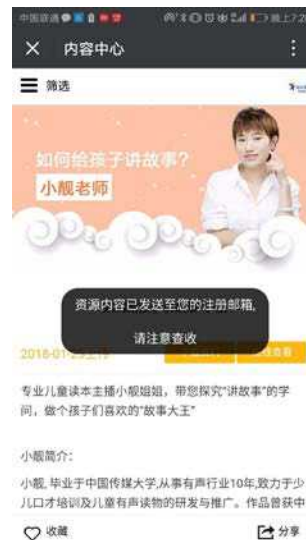 中国联通
晚上7:2
内容中心
筛选
如何给孩子讲故事?
小靓老师
资源内容已发送至您的注册邮箱,
请注意查收
专业儿童读本主播小靓姐姐，带您探究"讲故事"的学
问，做个孩子们喜欢的"故事大王"
小靓简介：
小靓, 毕业于中国传媒大学,从事有声行业10年,致力于少
儿口才培训及儿童有声读物的研发与推广。作品曾获中
收藏
分享